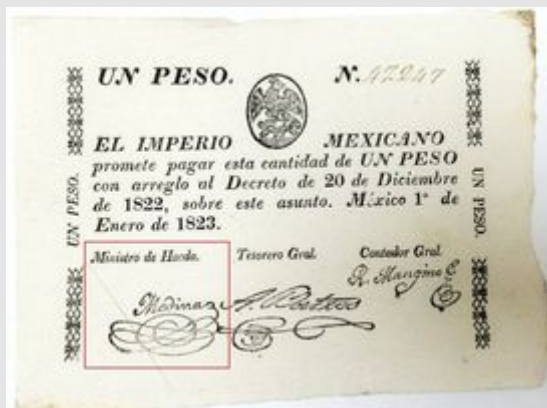 UN PESO. N. 47247
EL IMPERIO MEXICANO
promete pagar esta cantidad de UN PESO
con arreglo al Decreto de 20 de Diciembre
de 1822, sobre este asunto. México 1º de
Enero de 1823.
UN PESO.
UN PESO.
Ministro de Hacda. Tesorero Gral. Contador Gral.
R. Mangino
Medina